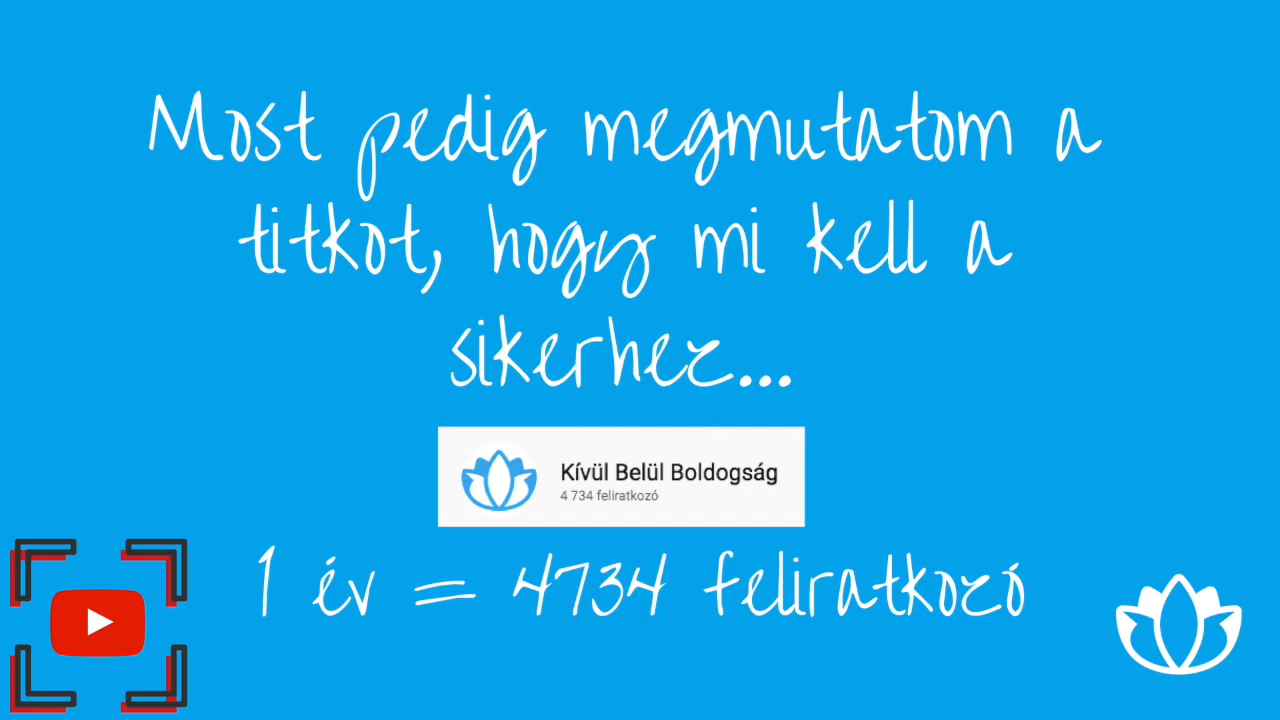 Most pedig megmutatom a
titkot, hogy mi kell a
sikerhez...
Kívül Belül Boldogság
4 734 feliratkozó
1 év = 4734 feliratkozó